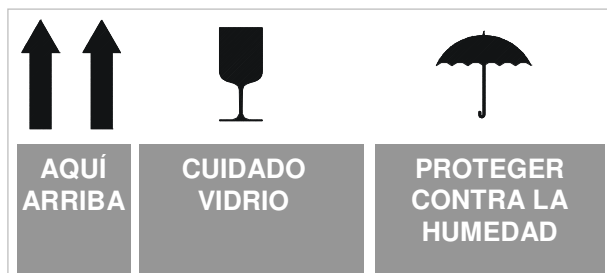 AQUÍ
ARRIBA
CUIDADO
VIDRIO
PROTEGER
CONTRA LA
HUMEDAD